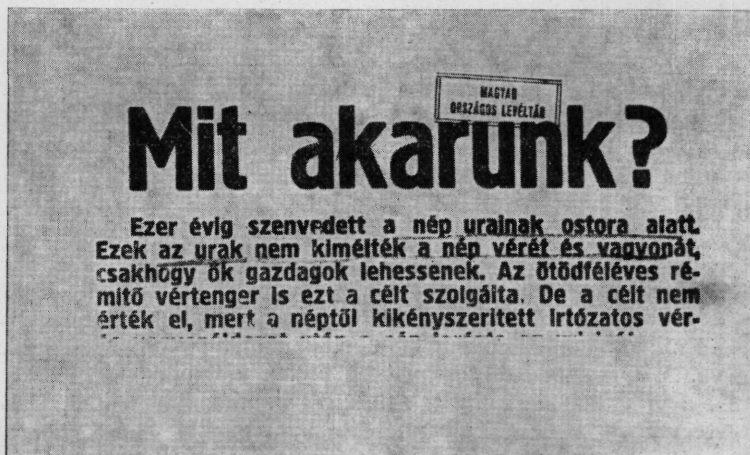 MAGYAR
ORSZÁGOS LEVÉLTÁR
Mit akarunk?
Ezer évig szenvedett a nép urainak ostora alatt.
Ezek az urak nem kimélték a nép vérét és vagyonát,
csakhogy ők gazdagok lehessenek. Az ötödféléves ré-
mitő vértenger is ezt a célt szolgálta. De a célt nem
érték el, mert a néptől kikényszeritett irtózatos vér-